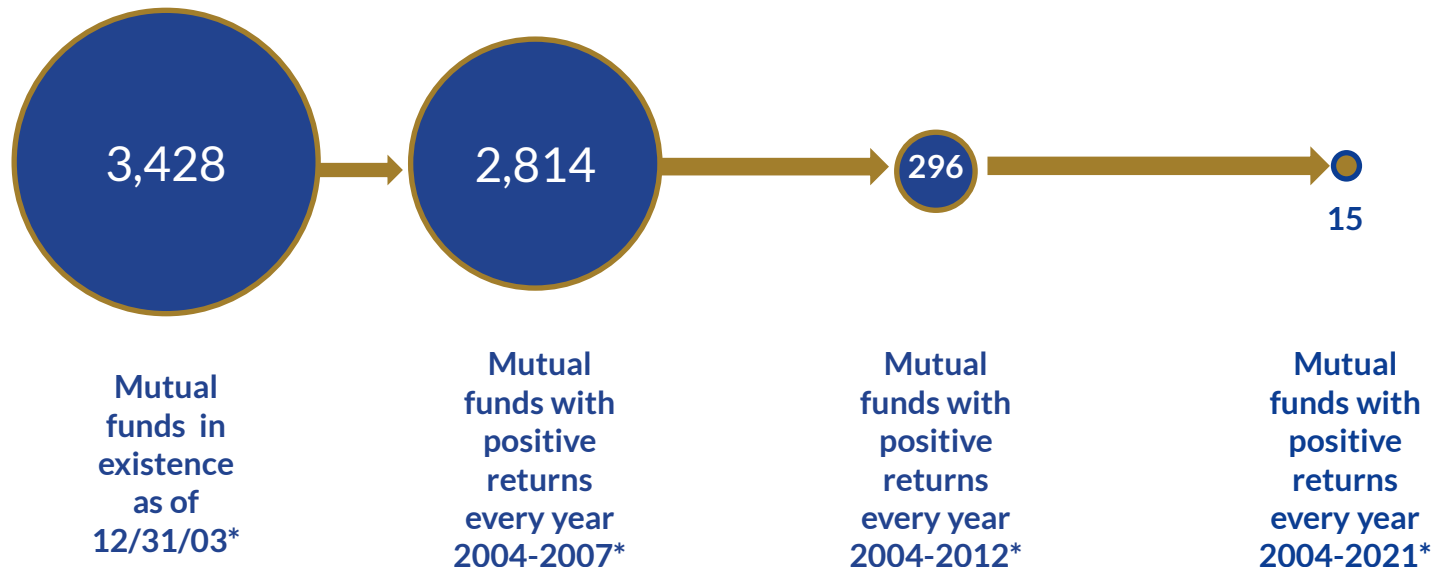 3,428
2,814
296
15
Mutual
funds in
existence
as of
12/31/03*
Mutual
funds with
positive
returns
every year
2004-2007*
Mutual
funds with
positive
returns
every year
2004-2012*
Mutual
funds with
positive
returns
every year
2004-2021*